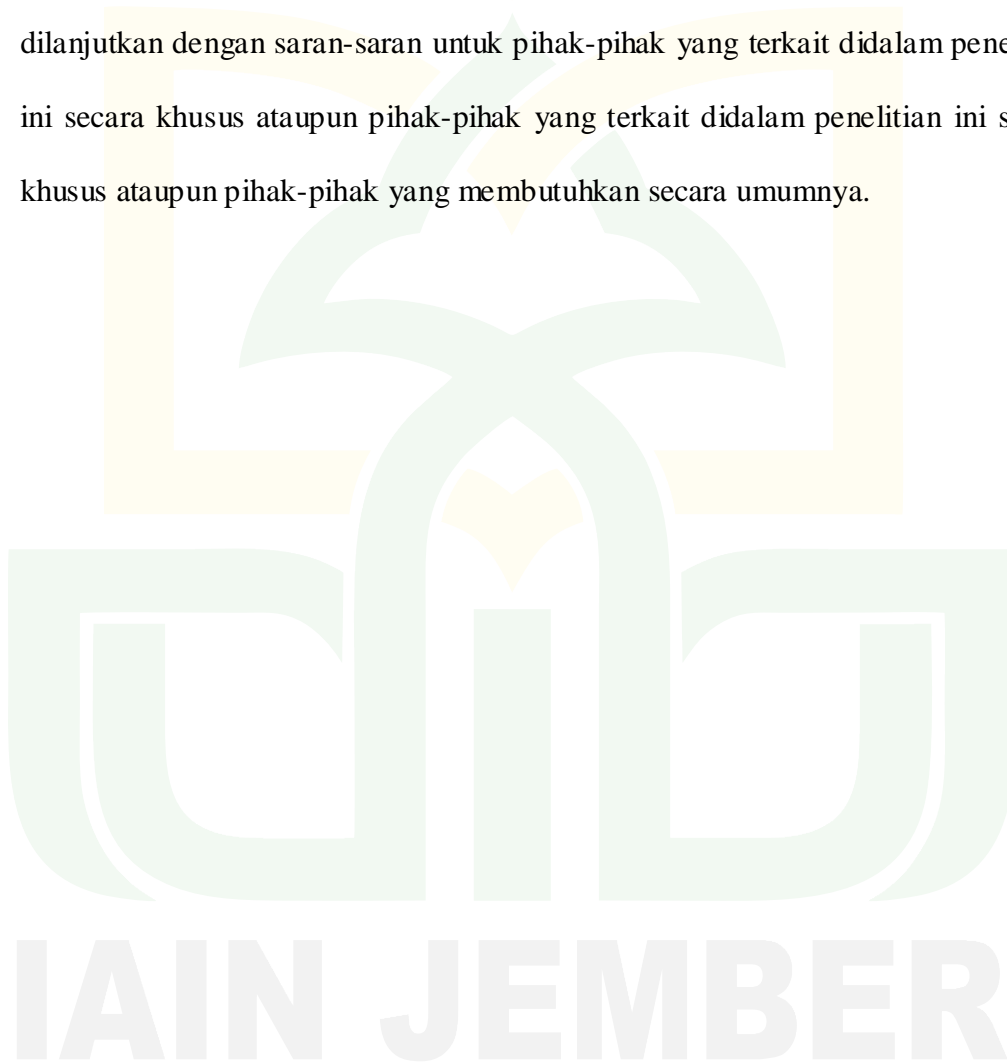 dilanjutkan dengan saran-saran untuk pihak-pihak yang terkait didalam
ini secara khusus ataupun pihak-pihak yang terkait didalam penelitian ini
khusus ataupun pihak-pihak yang membutuhkan secara umumnya.
IAIN JEMBER